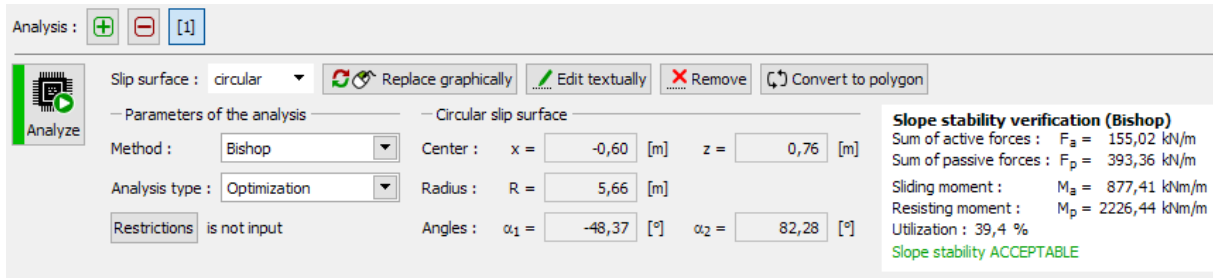 Analysis : [1]
Analyze
Slip surface : circular Replace graphically Edit textually Remove Convert to polygon
Parameters of the analysis
Method : Bishop
Analysis type : Optimization
Restrictions is not input
Circular slip surface
Center : x = -0,60 [m] z = 0,76 [m]
Radius : R = 5,66 [m]
Angles : α1 = -48,37 [°] α2 = 82,28 [°]
Slope stability verification (Bishop)
Sum of active forces : Fa = 155,02 kN/m
Sum of passive forces : Fp = 393,36 kN/m
Sliding moment : Ma = 877,41 kNm/m
Resisting moment : Mp = 2226,44 kNm/m
Utilization : 39,4 %
Slope stability ACCEPTABLE